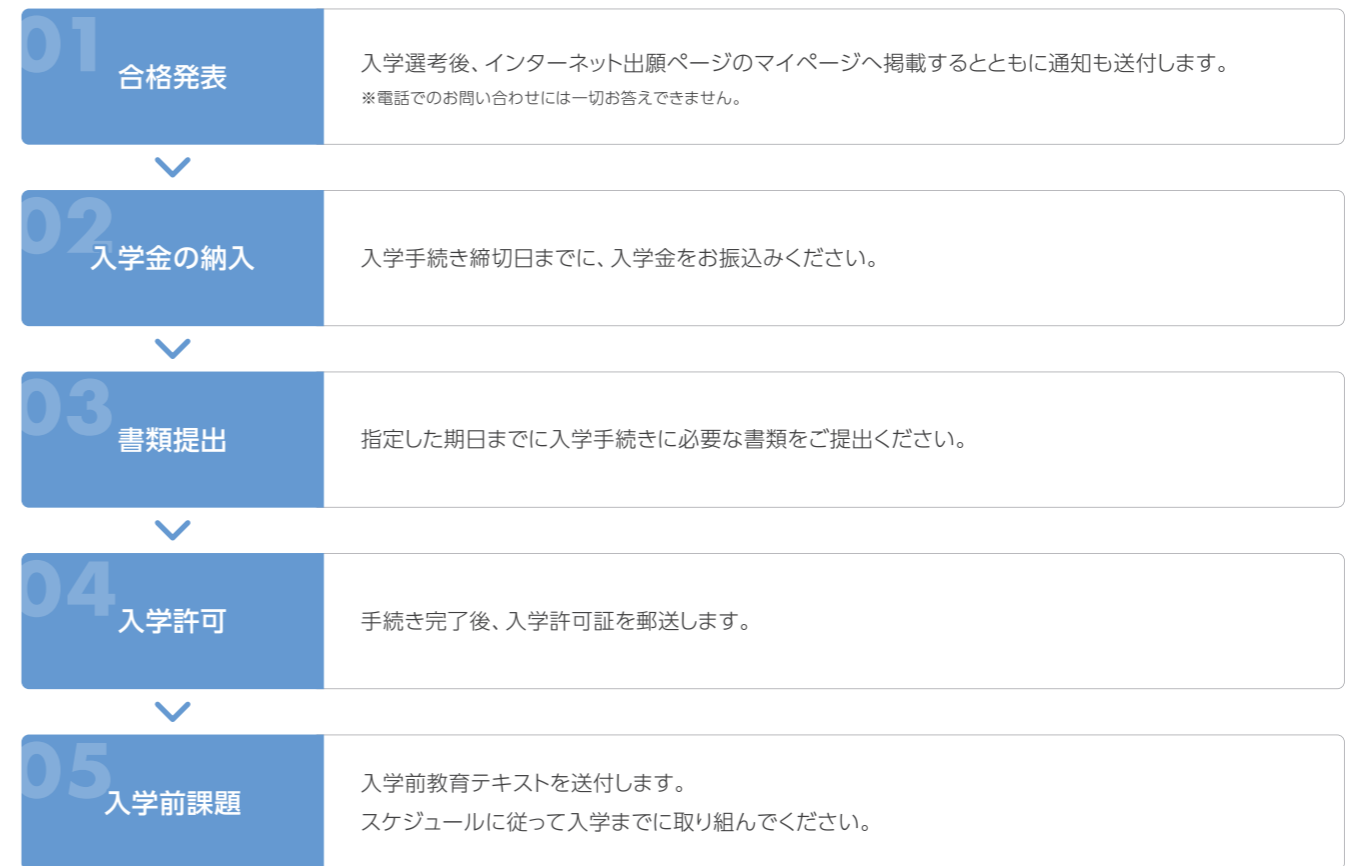 01
合格発表
入学選考後、インターネット出願ページのマイページへ掲載するとともに通知も送付します。
※電話でのお問い合わせには一切お答えできません。
02
入学金の納入
入学手続き締切日までに、入学金をお振込みください。
03
書類提出
指定した期日までに入学手続きに必要な書類をご提出ください。
04
入学許可
手続き完了後、入学許可証を郵送します。
05
入学前課題
入学前教育テキストを送付します。
スケジュールに従って入学までに取り組んでください。